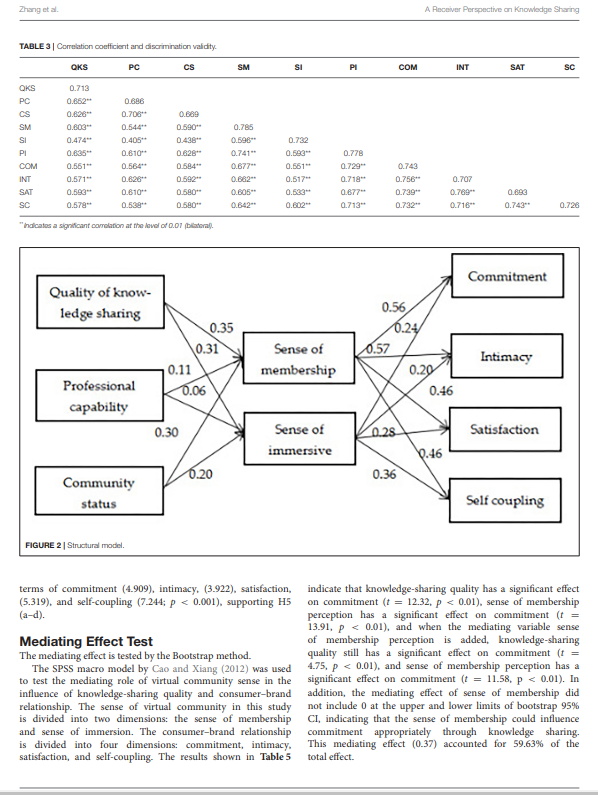 Zhang et al.
A Receiver Perspective on Knowledge Sharing
TABLE 3 | Correlation coefficient and discrimination validity.
QKS PC CS SM SI PI COM INT SAT SC
QKS 0.713
PC 0.652** 0.686
CS 0.626** 0.706** 0.669
SM 0.603** 0.544** 0.590** 0.785
SI 0.474** 0.405** 0.438** 0.596** 0.732
PI 0.635** 0.610** 0.628** 0.741** 0.593** 0.778
COM 0.551** 0.564** 0.584** 0.677** 0.551** 0.729** 0.743
INT 0.571** 0.626** 0.592** 0.662** 0.517** 0.718** 0.756** 0.707
SAT 0.593** 0.610** 0.580** 0.605** 0.533** 0.677** 0.739** 0.769** 0.693
SC 0.578** 0.538** 0.580** 0.642** 0.602** 0.713** 0.732** 0.716** 0.743** 0.726
**Indicates a significant correlation at the level of 0.01 (bilateral).
Quality of know-
ledge sharing
Professional
capability
Community
status
0.35
0.31
0.11
0.06
0.30
0.20
Sense of
membership
Sense of
immersive
0.56
0.24
0.57
0.20
0.46
0.28
0.46
0.36
Commitment
Intimacy
Satisfaction
Self coupling
FIGURE 2 | Structural model.
terms of commitment (4.909), intimacy, (3.922), satisfaction,
(5.319), and self-coupling (7.244; p < 0.001), supporting H5
(a–d).
Mediating Effect Test
The mediating effect is tested by the Bootstrap method.
The SPSS macro model by Cao and Xiang (2012) was used
to test the mediating role of virtual community sense in the
influence of knowledge-sharing quality and consumer–brand
relationship. The sense of virtual community in this study
is divided into two dimensions: the sense of membership
and sense of immersion. The consumer–brand relationship
is divided into four dimensions: commitment, intimacy,
satisfaction, and self-coupling. The results shown in Table 5
indicate that knowledge-sharing quality has a significant effect
on commitment (t = 12.32, p < 0.01), sense of membership
perception has a significant effect on commitment (t =
13.91, p < 0.01), and when the mediating variable sense
of membership perception is added, knowledge-sharing
quality still has a significant effect on commitment (t =
4.75, p < 0.01), and sense of membership perception has a
significant effect on commitment (t = 11.58, p < 0.01). In
addition, the mediating effect of sense of membership did
not include 0 at the upper and lower limits of bootstrap 95%
CI, indicating that the sense of membership could influence
commitment appropriately through knowledge sharing.
This mediating effect (0.37) accounted for 59.63% of the
total effect.